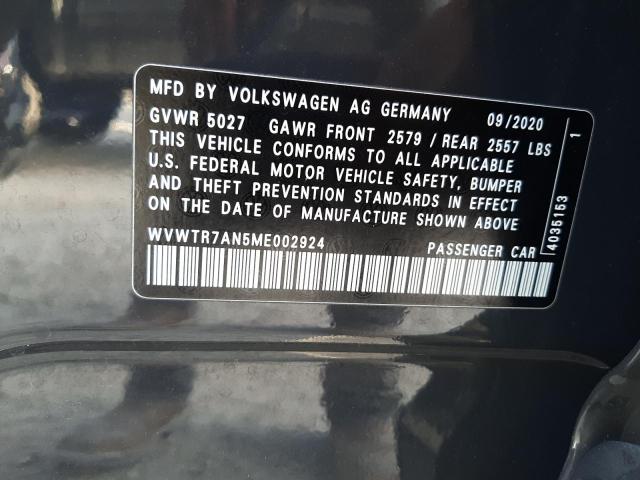 MFD BY VOLKSWAGEN AG GERMANY 09/2020
GVWR 5027 GAWR FRONT 2579 / REAR 2557 LBS
THIS VEHICLE CONFORMS TO ALL APPLICABLE
U.S. FEDERAL MOTOR VEHICLE SAFETY, BUMPER
AND THEFT PREVENTION STANDARDS IN EFFECT
ON THE DATE OF MANUFACTURE SHOWN ABOVE
WVWTR7AN5ME002924 PASSENGER CAR
4035153 1